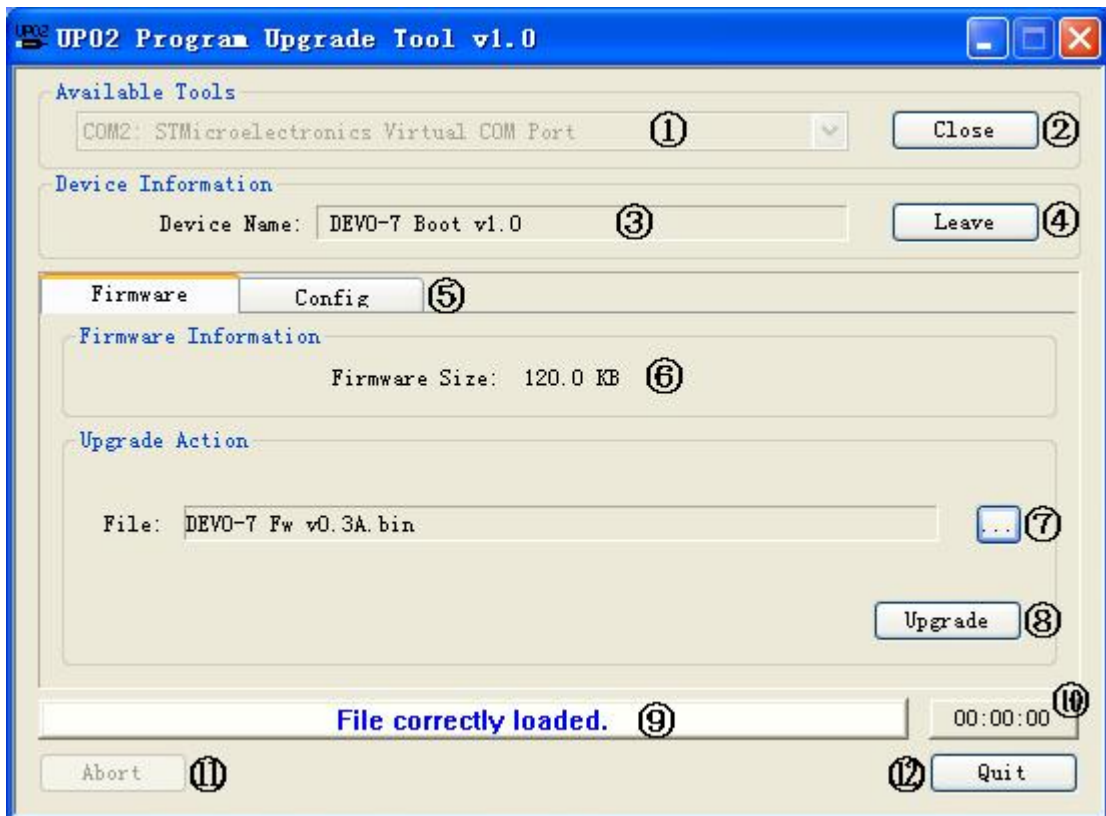 UP02 Program Upgrade Tool v1.0
Available Tools
COM2: STMicroelectronics Virtual COM Port ① Close ②
Device Information
Device Name: DEVO-7 Boot v1.0 ③ Leave ④
Firmware Config ⑤
Firmware Information
Firmware Size: 120.0 KB ⑥
Upgrade Action
File: DEVO-7 Fw v0.3A.bin ... ⑦
Upgrade ⑧
File correctly loaded. ⑨ 00:00:00 ⑩
Abort ⑪ ⑫ Quit